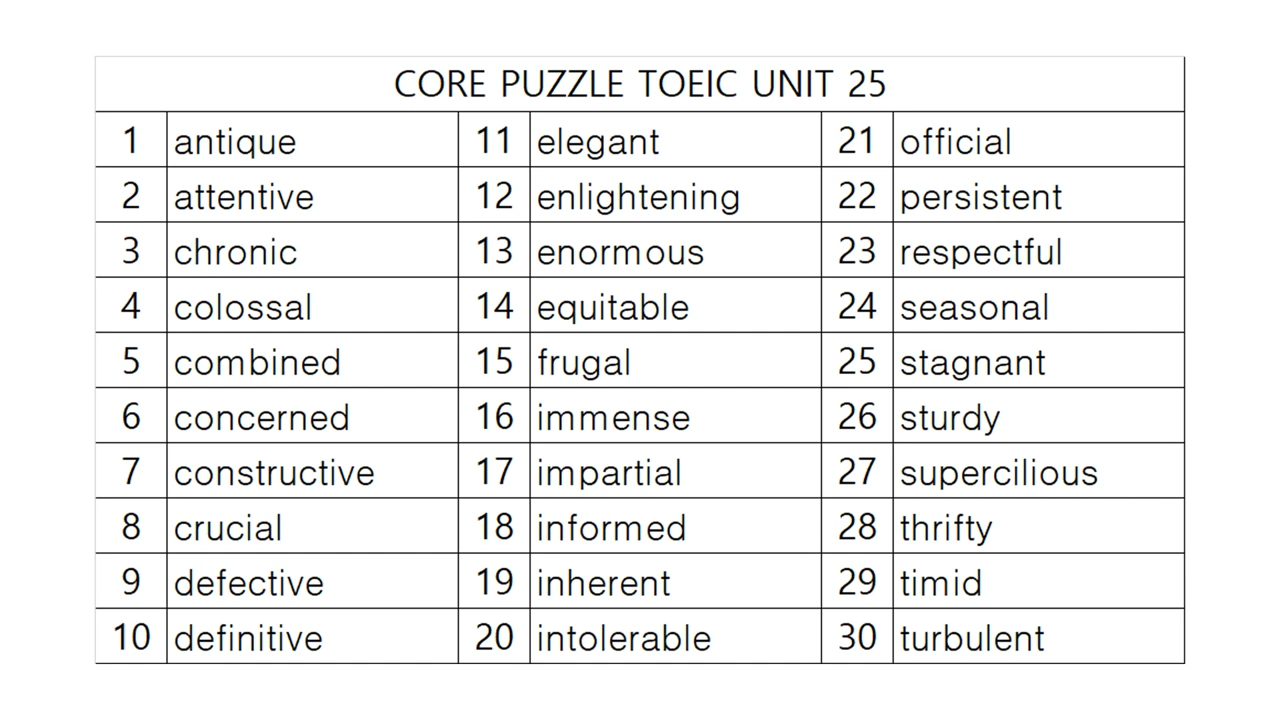 CORE PUZZLE TOEIC UNIT 25
1 antique 11 elegant 21 official
2 attentive 12 enlightening 22 persistent
3 chronic 13 enormous 23 respectful
4 colossal 14 equitable 24 seasonal
5 combined 15 frugal 25 stagnant
6 concerned 16 immense 26 sturdy
7 constructive 17 impartial 27 supercilious
8 crucial 18 informed 28 thrifty
9 defective 19 inherent 29 timid
10 definitive 20 intolerable 30 turbulent